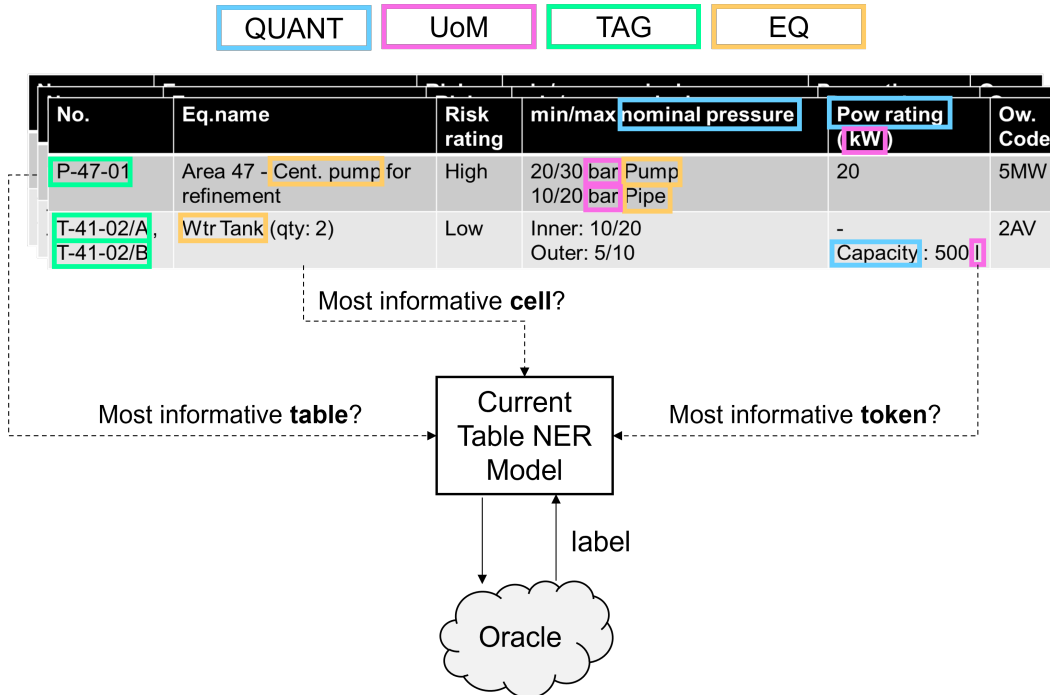 QUANT UoM TAG EQ
No. Eq.name Risk rating min/max nominal pressure Pow rating (kW) Ow. Code
P-47-01 Area 47 - Cent. pump for refinement High 20/30 bar Pump 10/20 bar Pipe 20 5MW
T-41-02/A, T-41-02/B Wtr Tank (qty: 2) Low Inner: 10/20 Outer: 5/10 - Capacity: 500 l 2AV
Most informative cell?
Most informative table?
Most informative token?
Current
Table NER
Model
label
Oracle